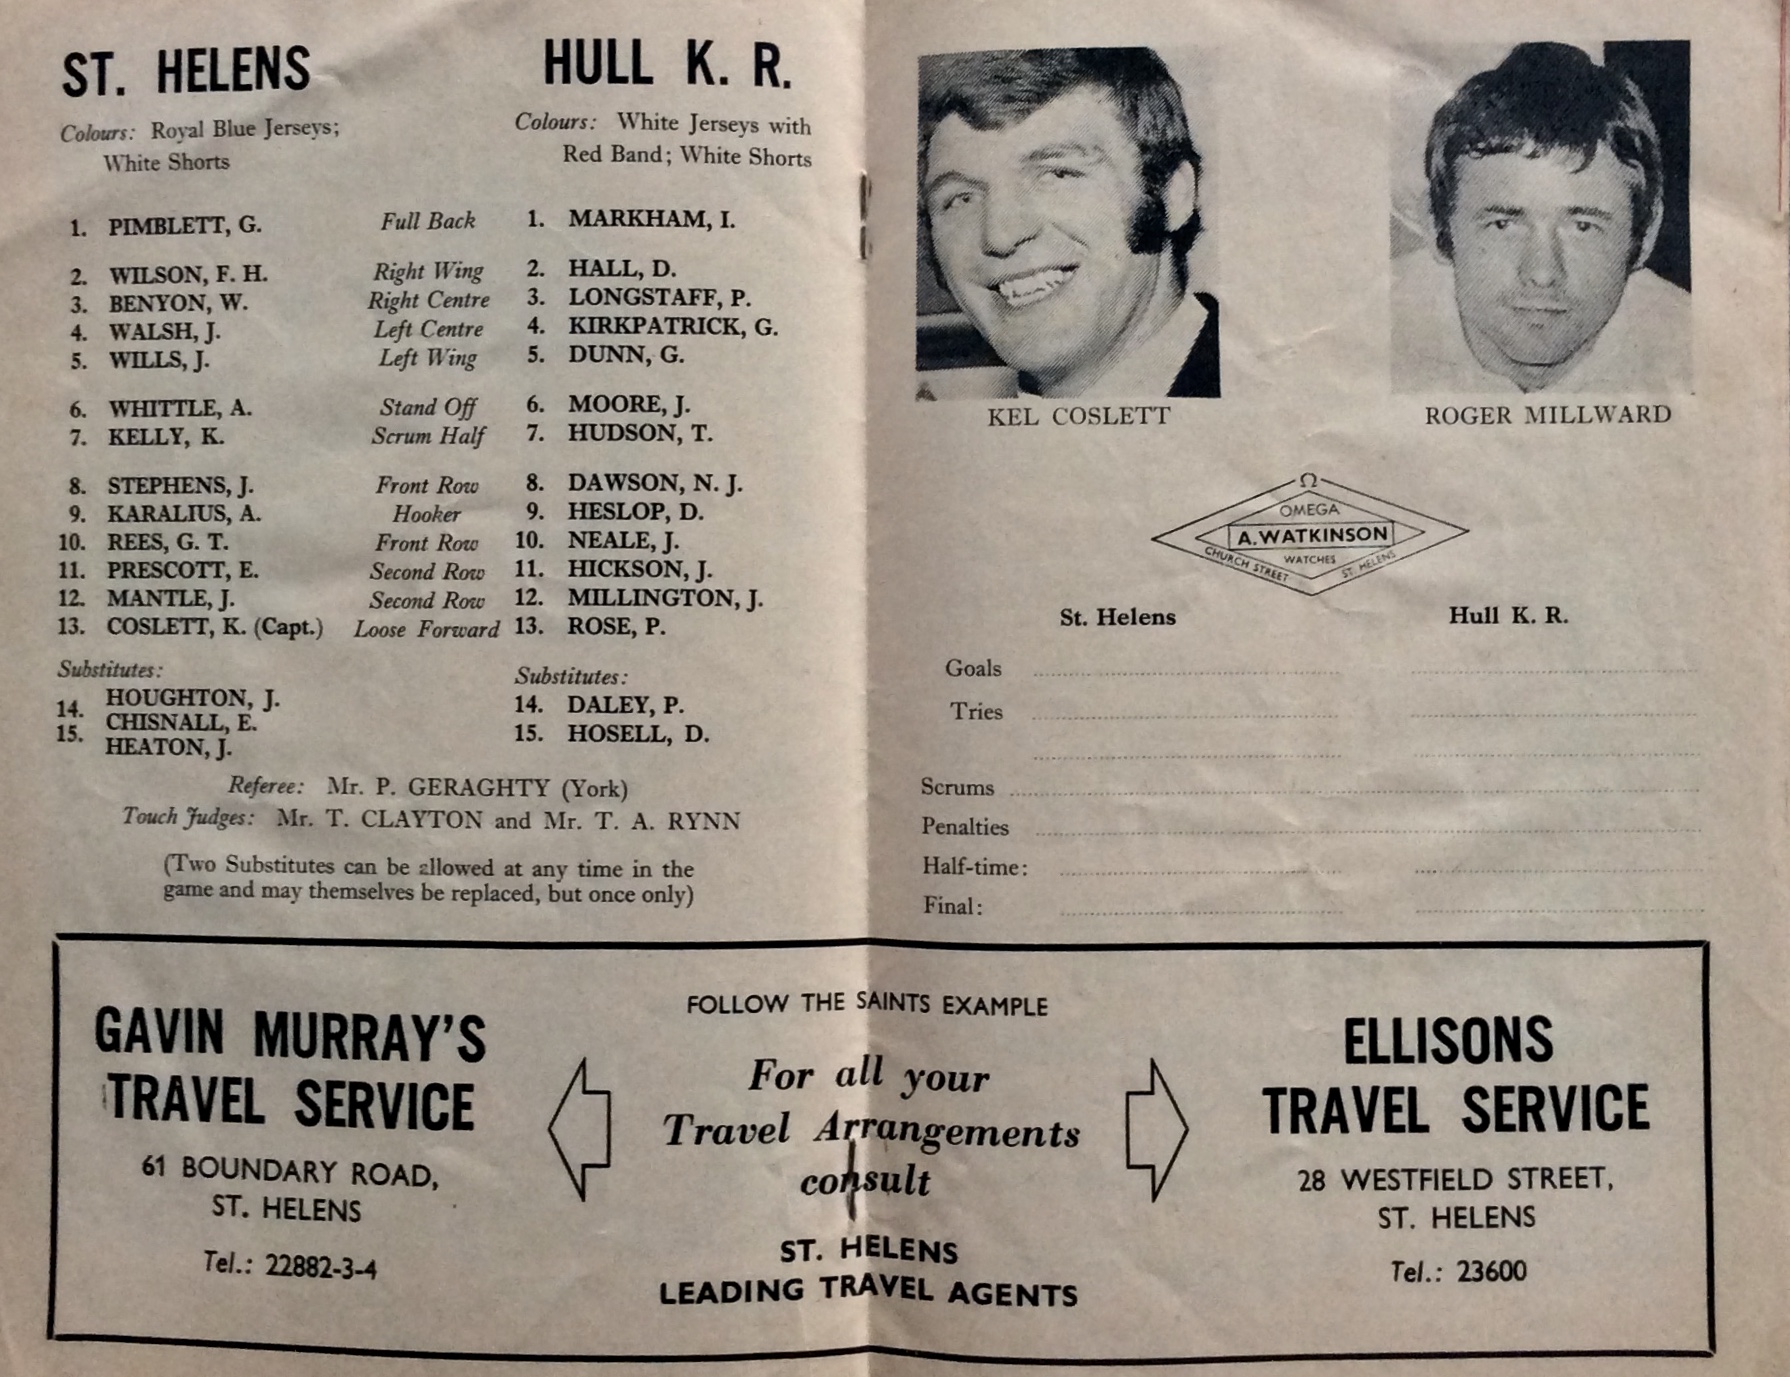 ST. HELENS
Colours: Royal Blue Jerseys;
White Shorts
HULL K. R.
Colours: White Jerseys with
Red Band; White Shorts
1. PIMBLETT, G. Full Back 1. MARKHAM, I.
2. WILSON, F. H. Right Wing 2. HALL, D.
3. BENYON, W. Right Centre 3. LONGSTAFF, P.
4. WALSH, J. Left Centre 4. KIRKPATRICK, G.
5. WILLS, J. Left Wing 5. DUNN, G.
6. WHITTLE, A. Stand Off 6. MOORE, J.
7. KELLY, K. Scrum Half 7. HUDSON, T.
8. STEPHENS, J. Front Row 8. DAWSON, N. J.
9. KARALIUS, A. Hooker 9. HESLOP, D.
10. REES, G. T. Front Row 10. NEALE, J.
11. PRESCOTT, E. Second Row 11. HICKSON, J.
12. MANTLE, J. Second Row 12. MILLINGTON, J.
13. COSLETT, K. (Capt.) Loose Forward 13. ROSE, P.
Substitutes:
14. HOUGHTON, J.
15. CHISNALL, E.
HEATON, J.
Substitutes:
14. DALEY, P.
15. HOSELL, D.
Referee: Mr. P. GERAGHTY (York)
Touch Judges: Mr. T. CLAYTON and Mr. T. A. RYNN
(Two Substitutes can be allowed at any time in the
game and may themselves be replaced, but once only)
KEL COSLETT
ROGER MILLWARD
Ω
OMEGA
A. WATKINSON
WATCHES
CHURCH STREET ST. HELENS
St. Helens Hull K. R.
Goals
Tries
Scrums
Penalties
Half-time:
Final:
GAVIN MURRAY'S
TRAVEL SERVICE
61 BOUNDARY ROAD,
ST. HELENS
Tel.: 22882-3-4
FOLLOW THE SAINTS EXAMPLE
For all your
Travel Arrangements
consult
ST. HELENS
LEADING TRAVEL AGENTS
ELLISONS
TRAVEL SERVICE
28 WESTFIELD STREET,
ST. HELENS
Tel.: 23600